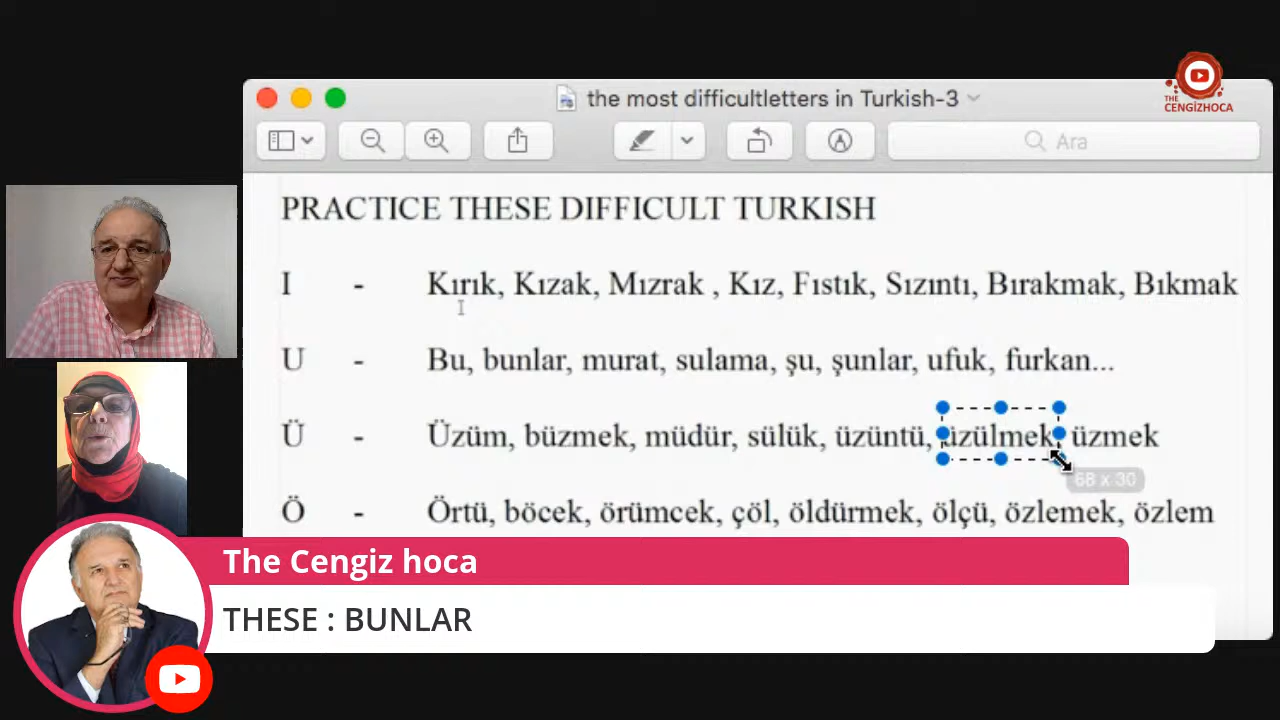 THE
CENGİZHOCA
the most difficultletters in Turkish-3
Ara
PRACTICE THESE DIFFICULT TURKISH
I - Kırık, Kızak, Mızrak , Kız, Fıstık, Sızıntı, Bırakmak, Bıkmak
U - Bu, bunlar, murat, sulama, şu, şunlar, ufuk, furkan...
Ü - Üzüm, büzmek, müdür, sülük, üzüntü, üzülmek, üzmek
68 x 30
Ö - Örtü, böcek, örümcek, çöl, öldürmek, ölçü, özlemek, özlem
The Cengiz hoca
THESE : BUNLAR